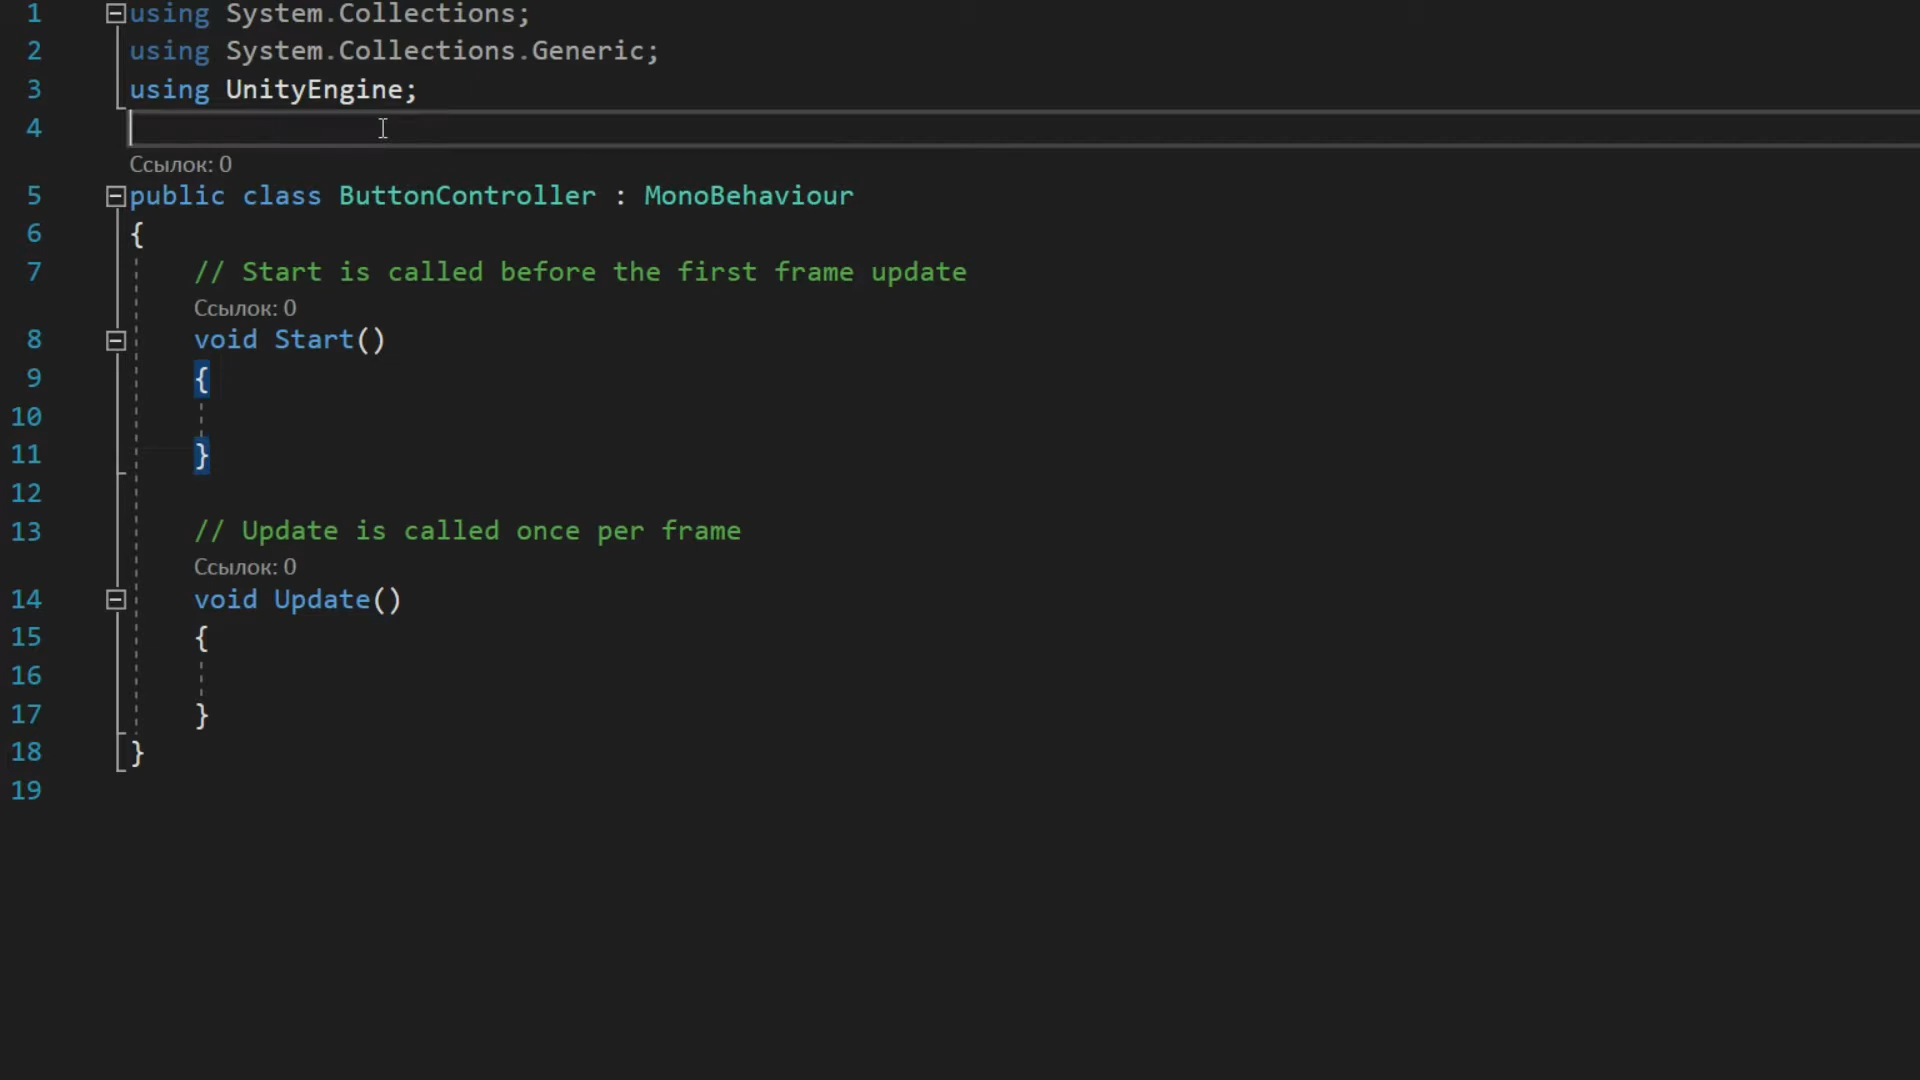 1 using System.Collections;
2 using System.Collections.Generic;
3 using UnityEngine;
4
Ссылок: 0
5 public class ButtonController : MonoBehaviour
6 {
7 // Start is called before the first frame update
Ссылок: 0
8 void Start()
9 {
10
11 }
12
13 // Update is called once per frame
Ссылок: 0
14 void Update()
15 {
16
17 }
18 }
19